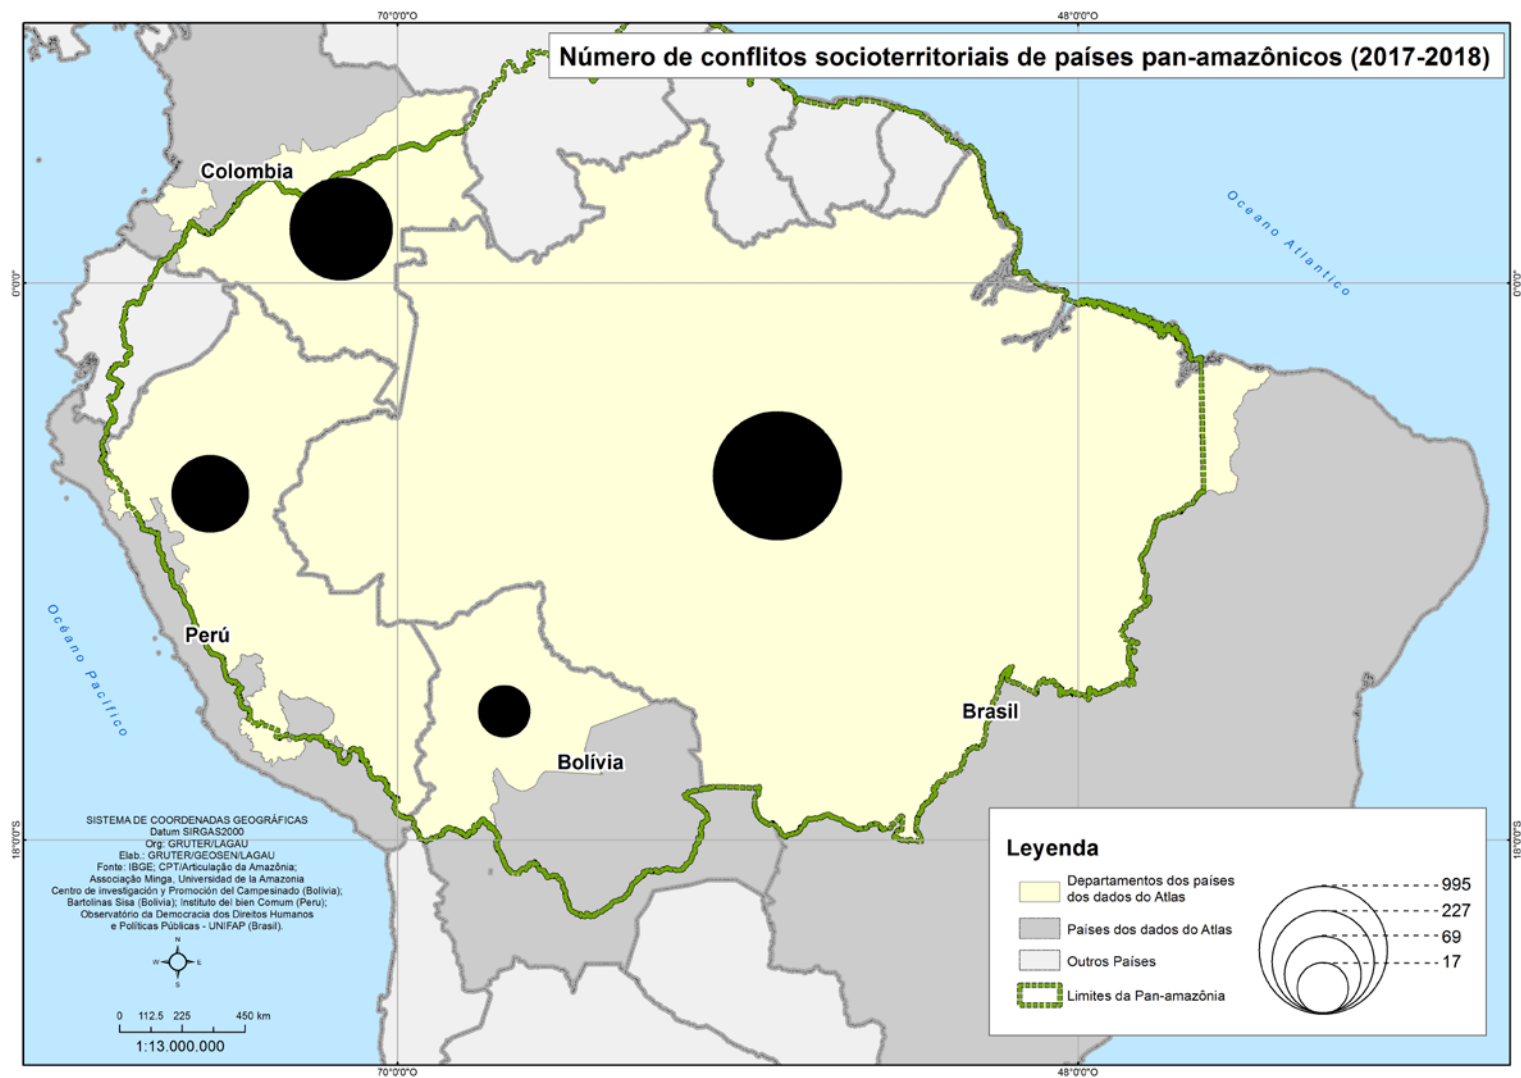 70°0'0"O
48°0'0"O
Número de conflitos socioterritoriais de países pan-amazônicos (2017-2018)
Colombia
Oceano Atlantico
0°0'0"
0°0'0"
Océano Pacífico
Perú
Brasil
Bolívia
SISTEMA DE COORDENADAS GEOGRÁFICAS
Datum SIRGAS2000
Org: GRUTER/LAGAU
Elab.: GRUTER/GEOSEN/LAGAU
Fonte: IBGE; CPT/Articulação da Amazônia;
Associação Minga, Universidad de la Amazonia
Centro de investigación y Promoción del Campesinado (Bolívia);
Bartolinas Sisa (Bolívia); Instituto del bien Comum (Peru);
Observatório da Democracia dos Direitos Humanos
e Políticas Públicas - UNIFAP (Brasil).
N
W
E
S
0 112.5 225 450 km
1:13.000.000
18°0'0"S
18°0'0"S
Leyenda
Departamentos dos países
dos dados do Atlas
Países dos dados do Atlas
Outros Países
Limites da Pan-amazônia
995
227
69
17
70°0'0"O
48°0'0"O